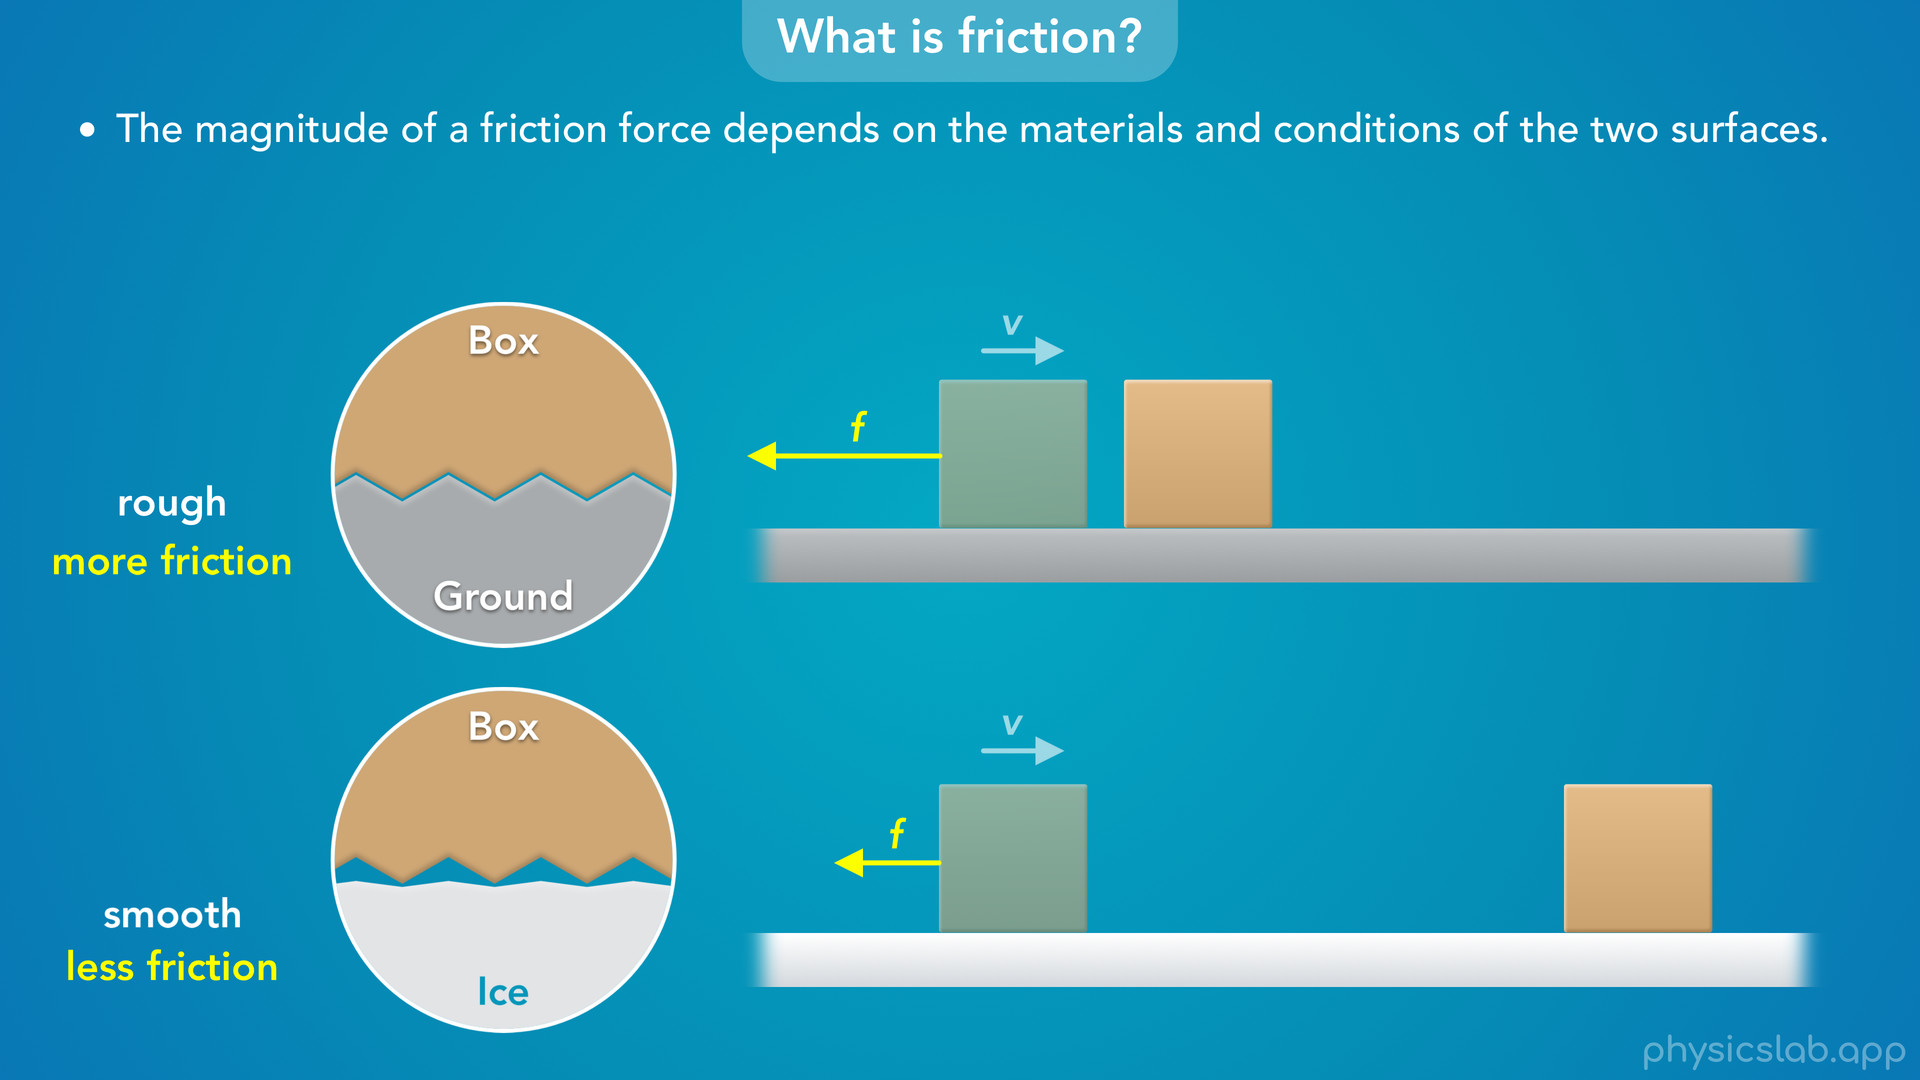 What is friction?
• The magnitude of a friction force depends on the materials and conditions of the two surfaces.
Box
rough
more friction
Ground
v
f
Box
smooth
less friction
Ice
v
f
physicslab.app